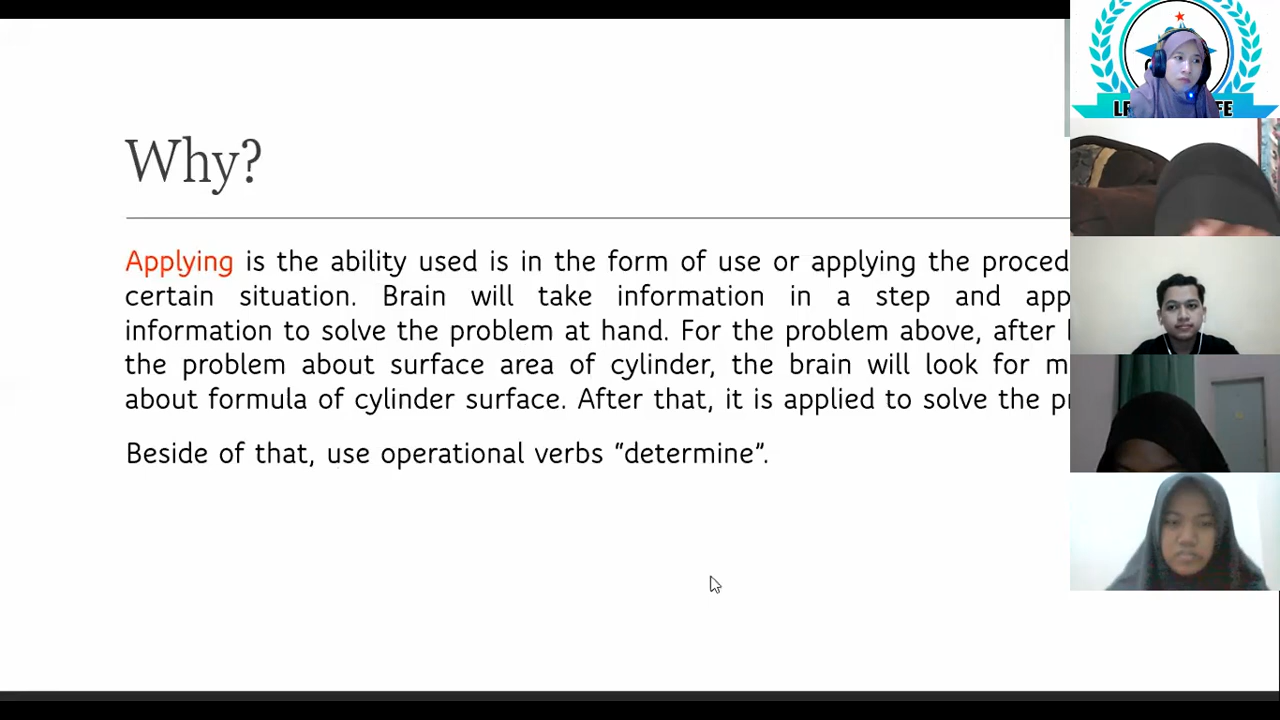 Why?
Applying is the ability used is in the form of use or applying the proced
certain situation. Brain will take information in a step and app
information to solve the problem at hand. For the problem above, after
the problem about surface area of cylinder, the brain will look for m
about formula of cylinder surface. After that, it is applied to solve the p
Beside of that, use operational verbs “determine”.